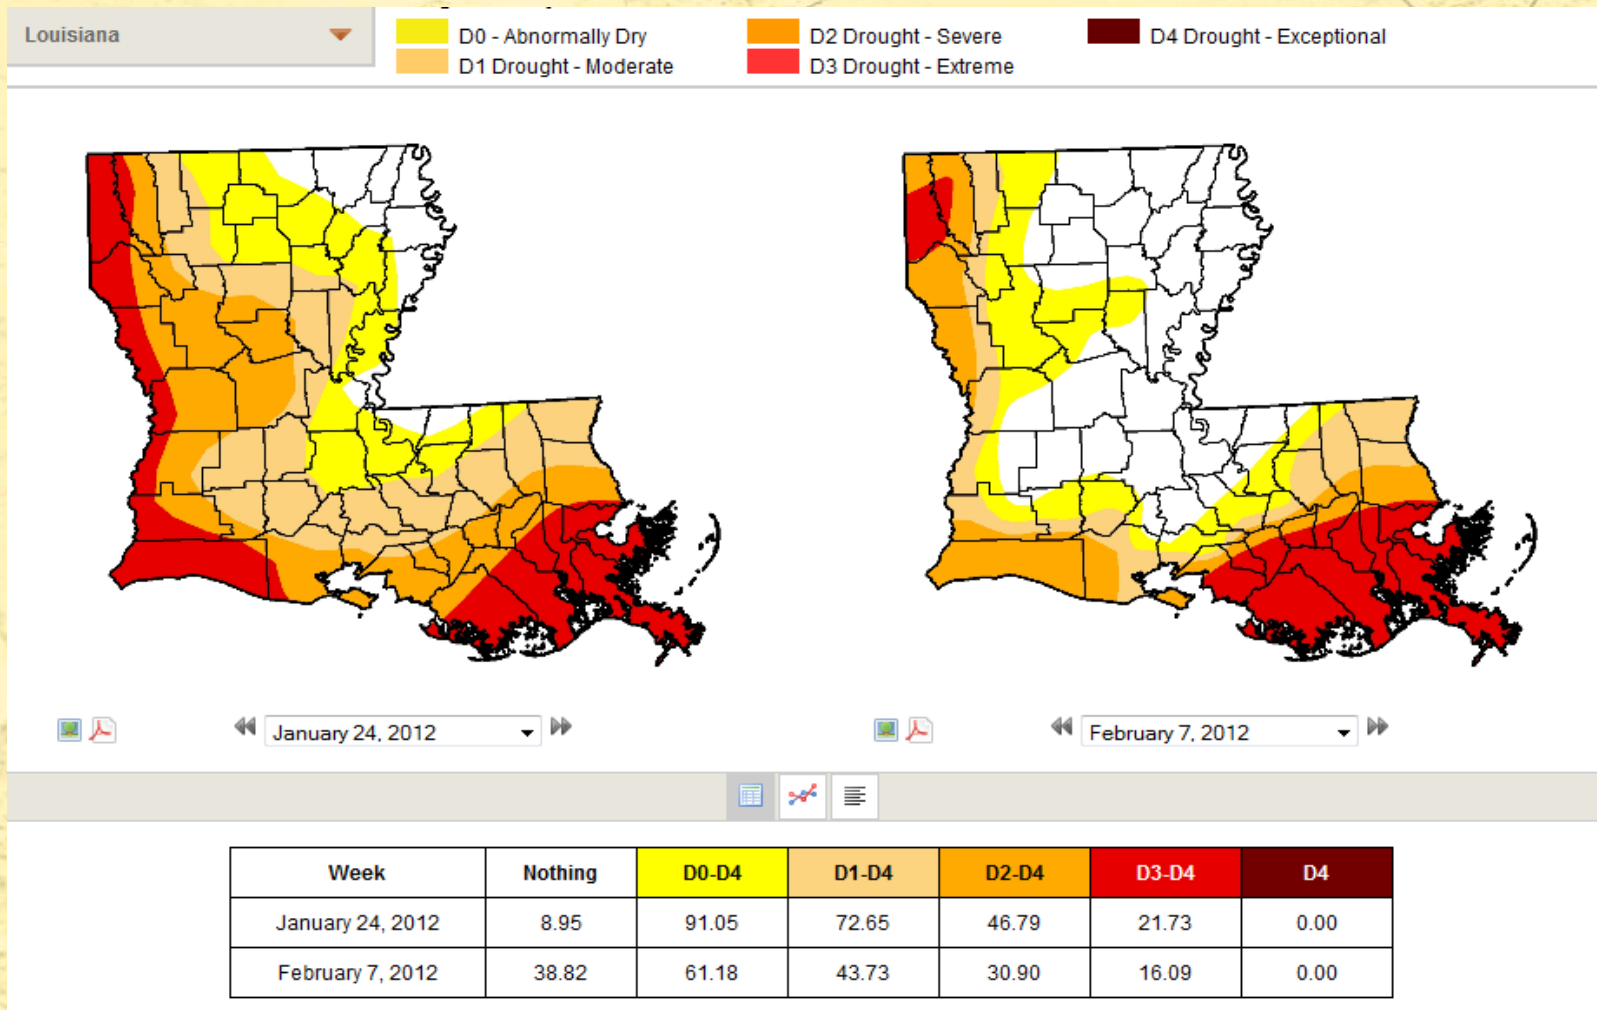 Louisiana
D0 - Abnormally Dry
D2 Drought - Severe
D4 Drought - Exceptional
D1 Drought - Moderate
D3 Drought - Extreme
January 24, 2012
February 7, 2012
Week Nothing D0-D4 D1-D4 D2-D4 D3-D4 D4
January 24, 2012 8.95 91.05 72.65 46.79 21.73 0.00
February 7, 2012 38.82 61.18 43.73 30.90 16.09 0.00